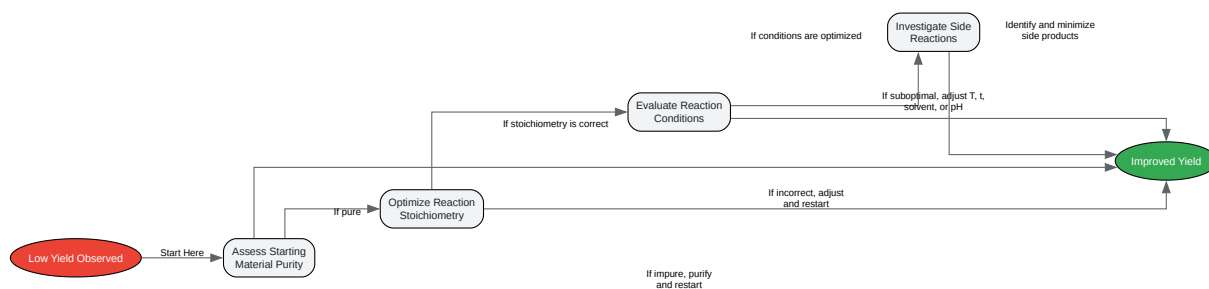 Investigate Side
Reactions
Identify and minimize
side products
If conditions are optimized
Evaluate Reaction
Conditions
If suboptimal, adjust T, t,
solvent, or pH
If stoichiometry is correct
Improved Yield
Optimize Reaction
Stoichiometry
If incorrect, adjust
and restart
If pure
Low Yield Observed
Start Here
Assess Starting
Material Purity
If impure, purify
and restart